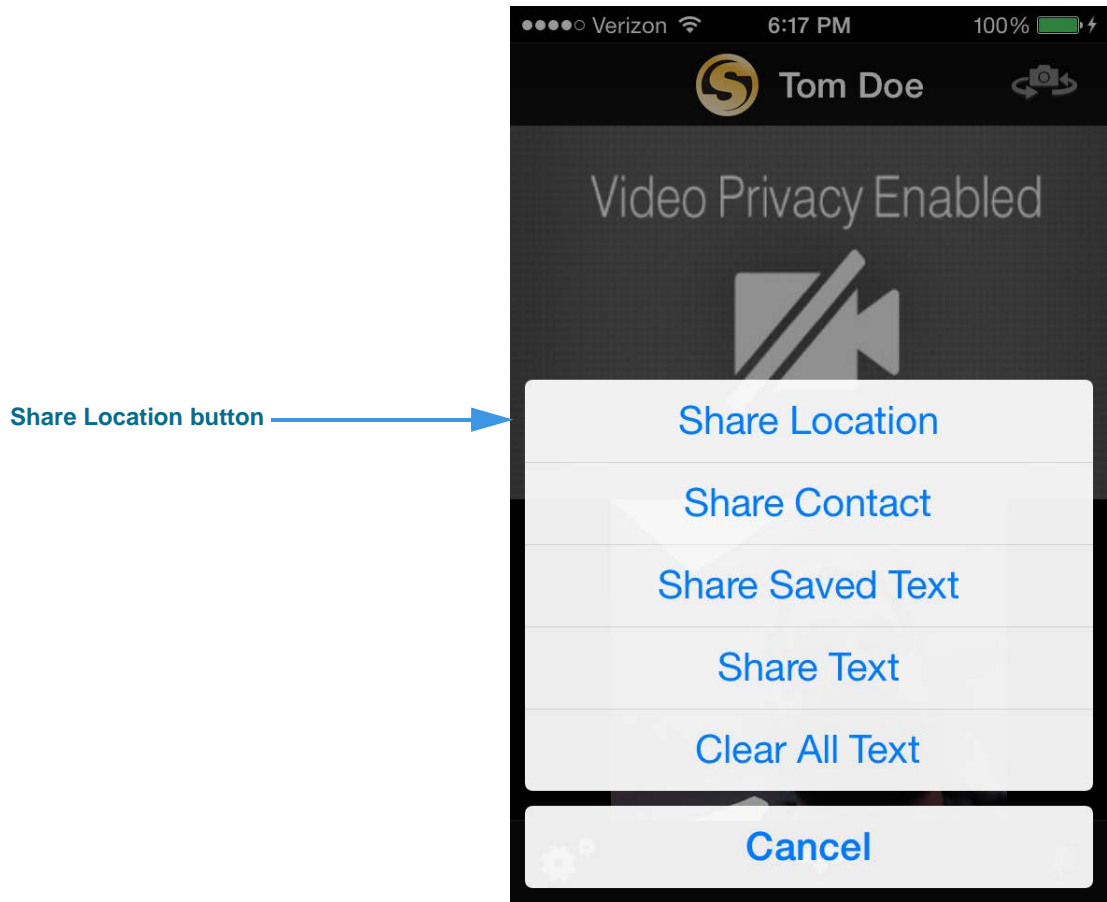 Verizon 6:17 PM 100%
Tom Doe
Video Privacy Enabled
Share Location button
Share Location
Share Contact
Share Saved Text
Share Text
Clear All Text
Cancel